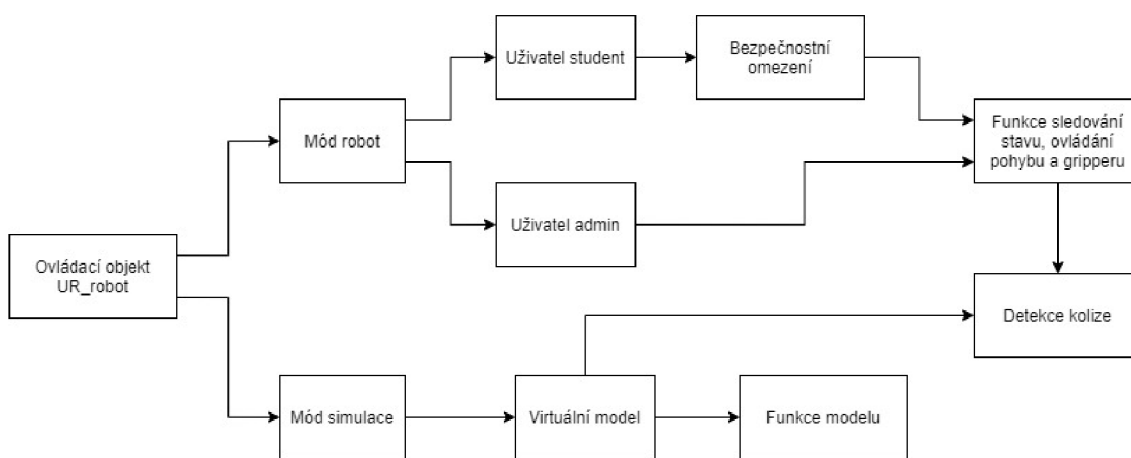 Uživatel student
Bezpečnostní
omezení
Mód robot
Funkce sledování
stavu, ovládání
pohybu a gripperu
Uživatel admin
Ovládací objekt
UR_robot
Detekce kolize
Mód simulace
Virtuální model
Funkce modelu